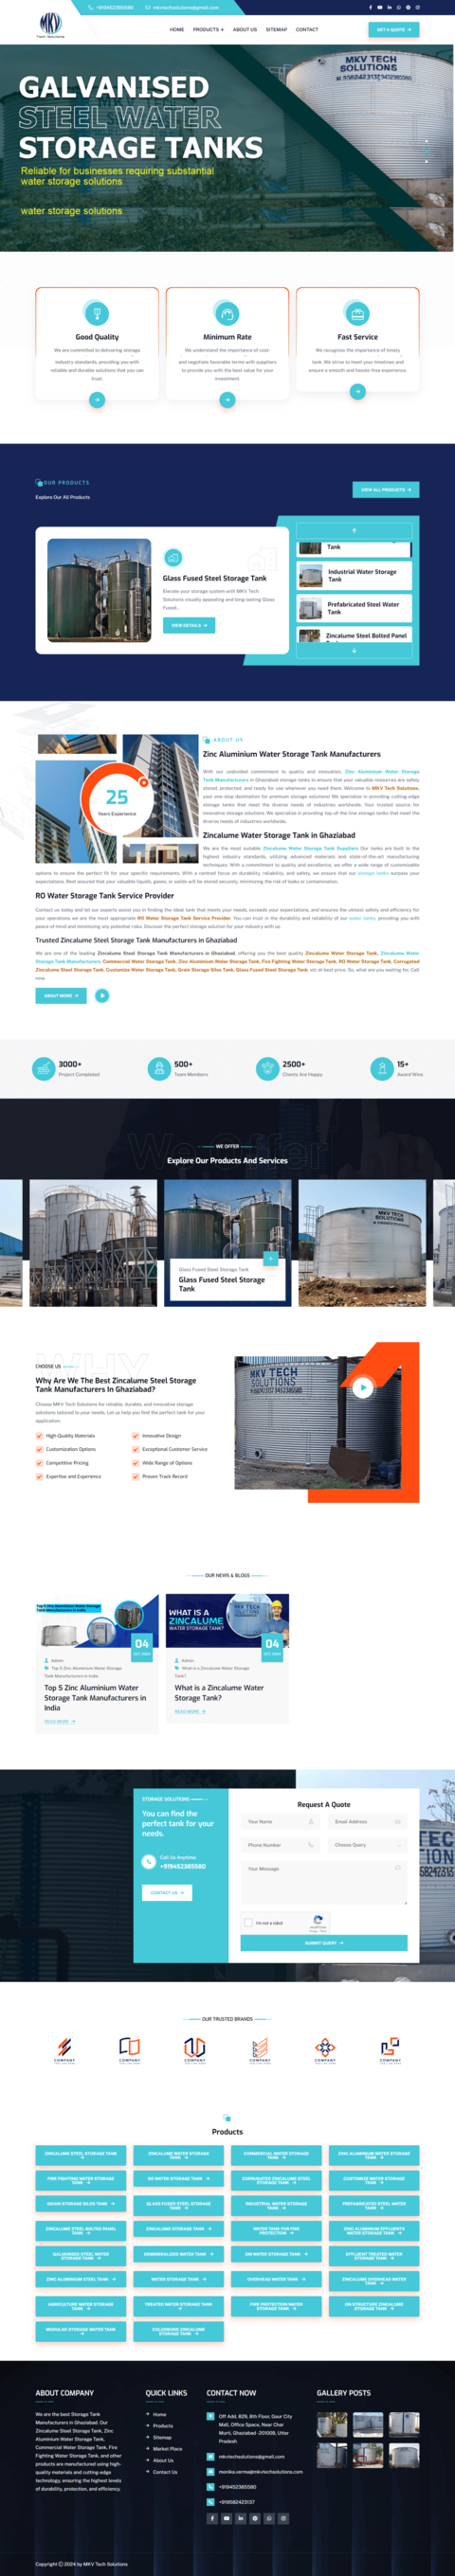 MKV
Tech Solutions
+919452385580
mkvtechsolutions@gmail.com
HOME
PRODUCTS +
ABOUT US
SITEMAP
CONTACT
GET A QUOTE
MKV TECH
SOLUTIONS
GALVANISED
STEEL WATER
STORAGE TANKS
Reliable for businesses requiring substantial
water storage solutions
water storage solutions
Good Quality
We are committed to delivering storage
industry standards, providing you with
reliable and durable solutions that you can
trust.
Minimum Rate
We understand the importance of cost-
and negotiate favorable terms with suppliers
to provide you with the best value for your
investment.
Fast Service
We recognize the importance of timely
tank. We strive to meet your timelines and
ensure a smooth and hassle-free experience.
OUR PRODUCTS
Explore Our All Products
VIEW ALL PRODUCTS
Glass Fused Steel Storage Tank
Elevate your storage system with MKV Tech
Solutions visually appealing and long-lasting Glass
Fused...
VIEW DETAILS
Tank
Industrial Water Storage
Tank
Prefabricated Steel Water
Tank
Zincalume Steel Bolted Panel
25
Years Experience
ABOUT US
Zinc Aluminium Water Storage Tank Manufacturers
With our undivided commitment to quality and innovation, Zinc Aluminium Water Storage
Tank Manufacturers in Ghaziabad storage tanks to ensure that your valuable resources are safely
stored, protected, and ready for use whenever you need them. Welcome to MKV Tech Solutions,
your one-stop destination for premium storage solutions! We specialize in providing cutting-edge
storage tanks that meet the diverse needs of industries worldwide. Your trusted source for
innovative storage solutions. We specialize in providing top-of-the-line storage tanks that meet the
diverse needs of industries worldwide.
Zincalume Water Storage Tank in Ghaziabad
We are the most suitable Zincalume Water Storage Tank Suppliers Our tanks are built to the
highest industry standards, utilizing advanced materials and state-of-the-art manufacturing
techniques. With a commitment to quality and excellence, we offer a wide range of customizable
options to ensure the perfect fit for your specific requirements. With a central focus on durability, reliability, and safety, we ensure that our storage tanks surpass your
expectations. Rest assured that your valuable liquids, gases, or solids will be stored securely, minimizing the risk of leaks or contamination.
RO Water Storage Tank Service Provider
Contact us today and let our experts assist you in finding the ideal tank that meets your needs, exceeds your expectations, and ensures the utmost safety and efficiency for
your operations we are the most appropriate RO Water Storage Tank Service Provider. You can trust in the durability and reliability of our water tanks, providing you with
peace of mind and minimizing any potential risks. Discover the perfect storage solution for your industry with us.
Trusted Zincalume Steel Storage Tank Manufacturers in Ghaziabad
We are one of the leading Zincalume Steel Storage Tank Manufacturers in Ghaziabad, offering you the best quality Zincalume Water Storage Tank, Zincalume Water
Storage Tank Manufacturers, Commercial Water Storage Tank, Zinc Aluminium Water Storage Tank, Fire Fighting Water Storage Tank, RO Water Storage Tank, Corrugated
Zincalume Steel Storage Tank, Customize Water Storage Tank, Grain Storage Silos Tank, Glass Fused Steel Storage Tank, etc at best price. So, what are you waiting for. Call
now.
ABOUT MORE
3000+
Project Completed
500+
Team Members
2500+
Clients Are Happy
15+
Award Wins
We Offer
WE OFFER
Explore Our Products And Services
Glass Fused Steel Storage Tank
Glass Fused Steel Storage
Tank
MKV TECH
SOLUTIONS
WHY
CHOOSE US
Why Are We The Best Zincalume Steel Storage
Tank Manufacturers In Ghaziabad?
Choose MKV Tech Solutions for reliable, durable, and innovative storage
solutions tailored to your needs. Let us help you find the perfect tank for your
application.
High-Quality Materials
Innovative Design
Customization Options
Exceptional Customer Service
Competitive Pricing
Wide Range of Options
Expertise and Experience
Proven Track Record
MKV TECH
SOLUTIONS
OUR NEWS & BLOGS
Top 5 Zinc Aluminium Water Storage
Tank Manufacturers in India
04
Admin
Top 5 Zinc Aluminium Water Storage
Tank Manufacturers in India
Top 5 Zinc Aluminium Water
Storage Tank Manufacturers in
India
READ MORE
WHAT IS A
ZINCALUME
WATER STORAGE TANK?
04
Admin
What is a Zincalume Water Storage
Tank?
What is a Zincalume Water
Storage Tank?
READ MORE
STORAGE SOLUTIONS
You can find the
perfect tank for your
needs.
Call Us Anytime
+919452385580
CONTACT US
Request A Quote
Your Name
Email Address
Phone Number
Choose Query
Your Message
I'm not a robot
SUBMIT QUERY
OUR TRUSTED BRANDS
COMPANY
COMPANY
COMPANY
COMPANY
COMPANY
COMPANY
Products
ZINCALUME STEEL STORAGE TANK
ZINCALUME WATER STORAGE TANK
COMMERCIAL WATER STORAGE TANK
ZINC ALUMINIUM WATER STORAGE TANK
FIRE FIGHTING WATER STORAGE TANK
RO WATER STORAGE TANK
CORRUGATED ZINCALUME STEEL STORAGE TANK
CUSTOMIZE WATER STORAGE TANK
GRAIN STORAGE SILOS TANK
GLASS FUSED STEEL STORAGE TANK
INDUSTRIAL WATER STORAGE TANK
PREFABRICATED STEEL WATER TANK
ZINCALUME STEEL BOLTED PANEL TANK
ZINCALUME STORAGE TANK
WATER TANK FOR FIRE PROTECTION
ZINC ALUMINIUM EFFLUENTS WATER STORAGE TANK
GALVANISED STEEL WATER STORAGE TANK
DEMINERALIZED WATER TANK
DM WATER STORAGE TANK
EFFLUENT TREATED WATER STORAGE TANK
ZINC ALUMINIUM STEEL TANK
WATER STORAGE TANK
OVERHEAD WATER TANK
ZINCALUME OVERHEAD WATER TANK
AGRICULTURE WATER STORAGE TANK
TREATED WATER STORAGE TANK
FIRE PROTECTION WATER STORAGE TANK
ON STRUCTURE ZINCALUME STORAGE TANK
MODULAR STORAGE WATER TANK
COLORBOND ZINCALUME STORAGE TANK
ABOUT COMPANY
We are the best Storage Tank
Manufacturers in Ghaziabad. Our
Zincalume Steel Storage Tank, Zinc
Aluminium Water Storage Tank,
Commercial Water Storage Tank, Fire
Fighting Water Storage Tank, and other
products are manufactured using high-
quality materials and cutting-edge
technology, ensuring the highest levels
of durability, protection, and efficiency.
QUICK LINKS
Home
Products
Sitemap
Market Place
About Us
Contact Us
CONTACT NOW
Off Add. 829, 8th Floor, Gaur City
Mall, Office Space, Near Char
Murti, Ghaziabad -201009, Utter
Pradesh
mkvtechsolutions@gmail.com
monika.verma@mkvtechsolutions.com
+919452385580
+919582423137
GALLERY POSTS
Copyright © 2024 by MKV Tech Solutions